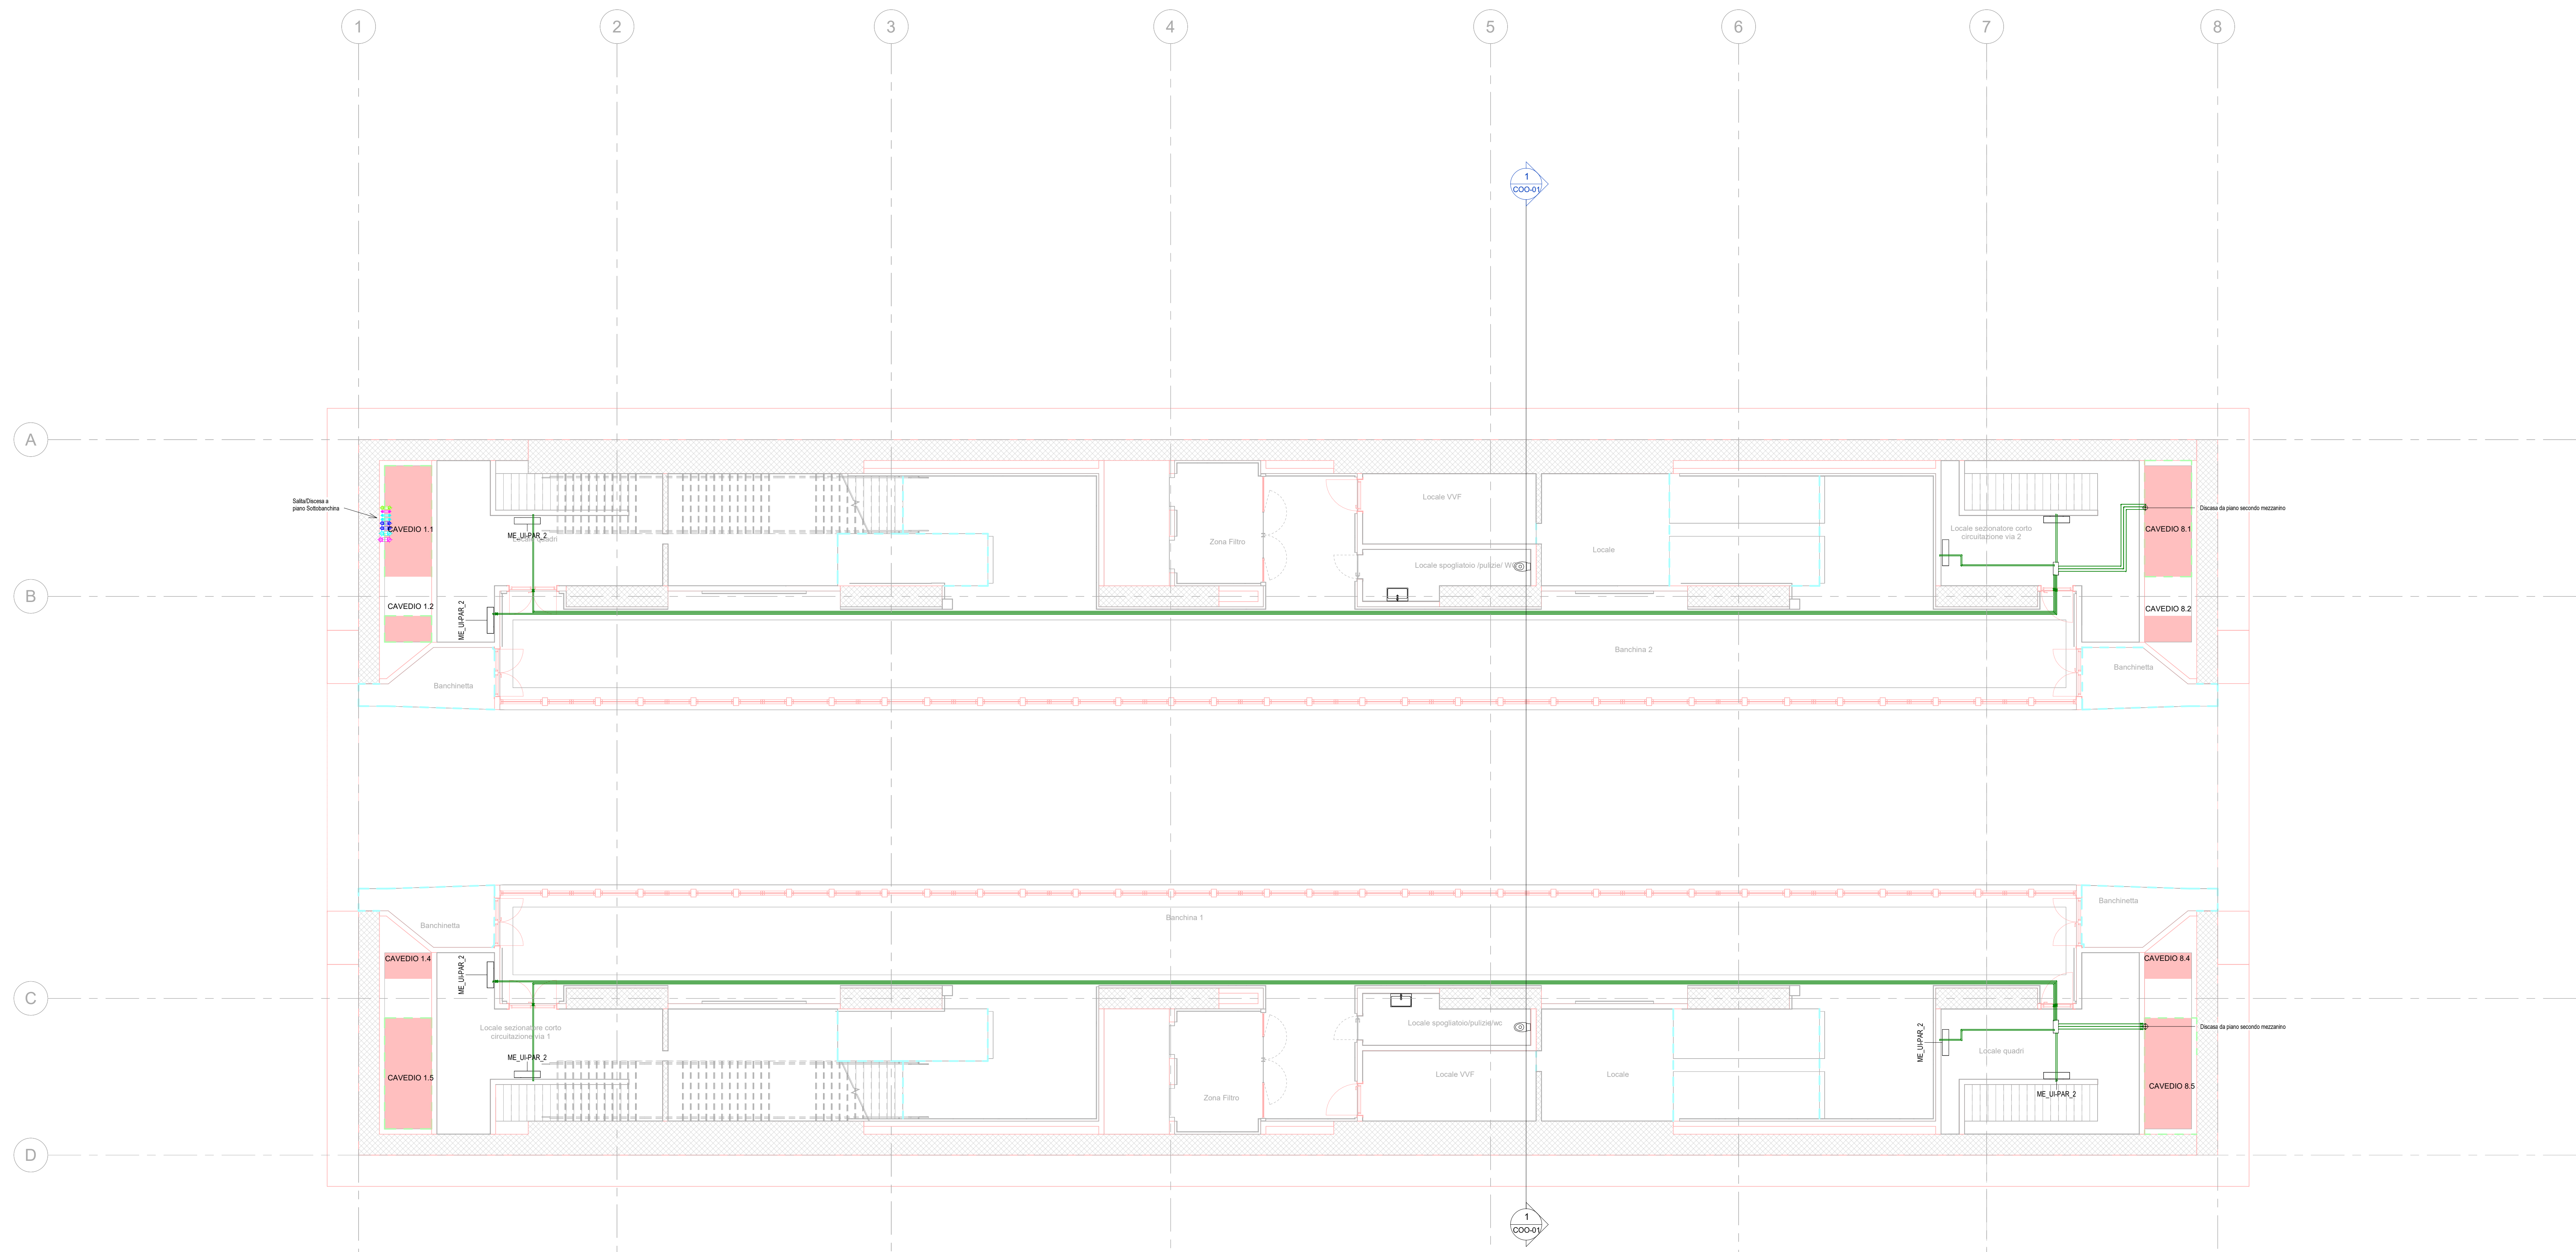 1
2
3
4
5
6
7
8
1
COO-01
A
Salita/Discesa a
piano Sottobanchina
CAVEDIO 1.1
ME_UI-PAR_2
Locale quadri
Zona Filtro
Locale VVF
Locale spogliatoio /pulizie/ WC
Locale
Locale sezionatore corto
circuitazione via 2
CAVEDIO 8.1
Discasa da piano secondo mezzanino
B
CAVEDIO 1.2
ME_UI-PAR_2
CAVEDIO 8.2
Banchina 2
Banchinetta
Banchinetta
Banchinetta
Banchina 1
Banchinetta
CAVEDIO 1.4
ME_UI-PAR_2
CAVEDIO 8.4
C
Locale sezionatore corto
circuitazione via 1
Locale spogliatoio/pulizie/wc
Discasa da piano secondo mezzanino
ME_UI-PAR_2
ME_UI-PAR_2
Locale quadri
CAVEDIO 1.5
Locale VVF
Locale
CAVEDIO 8.5
ME_UI-PAR_2
Zona Filtro
D
1
COO-01